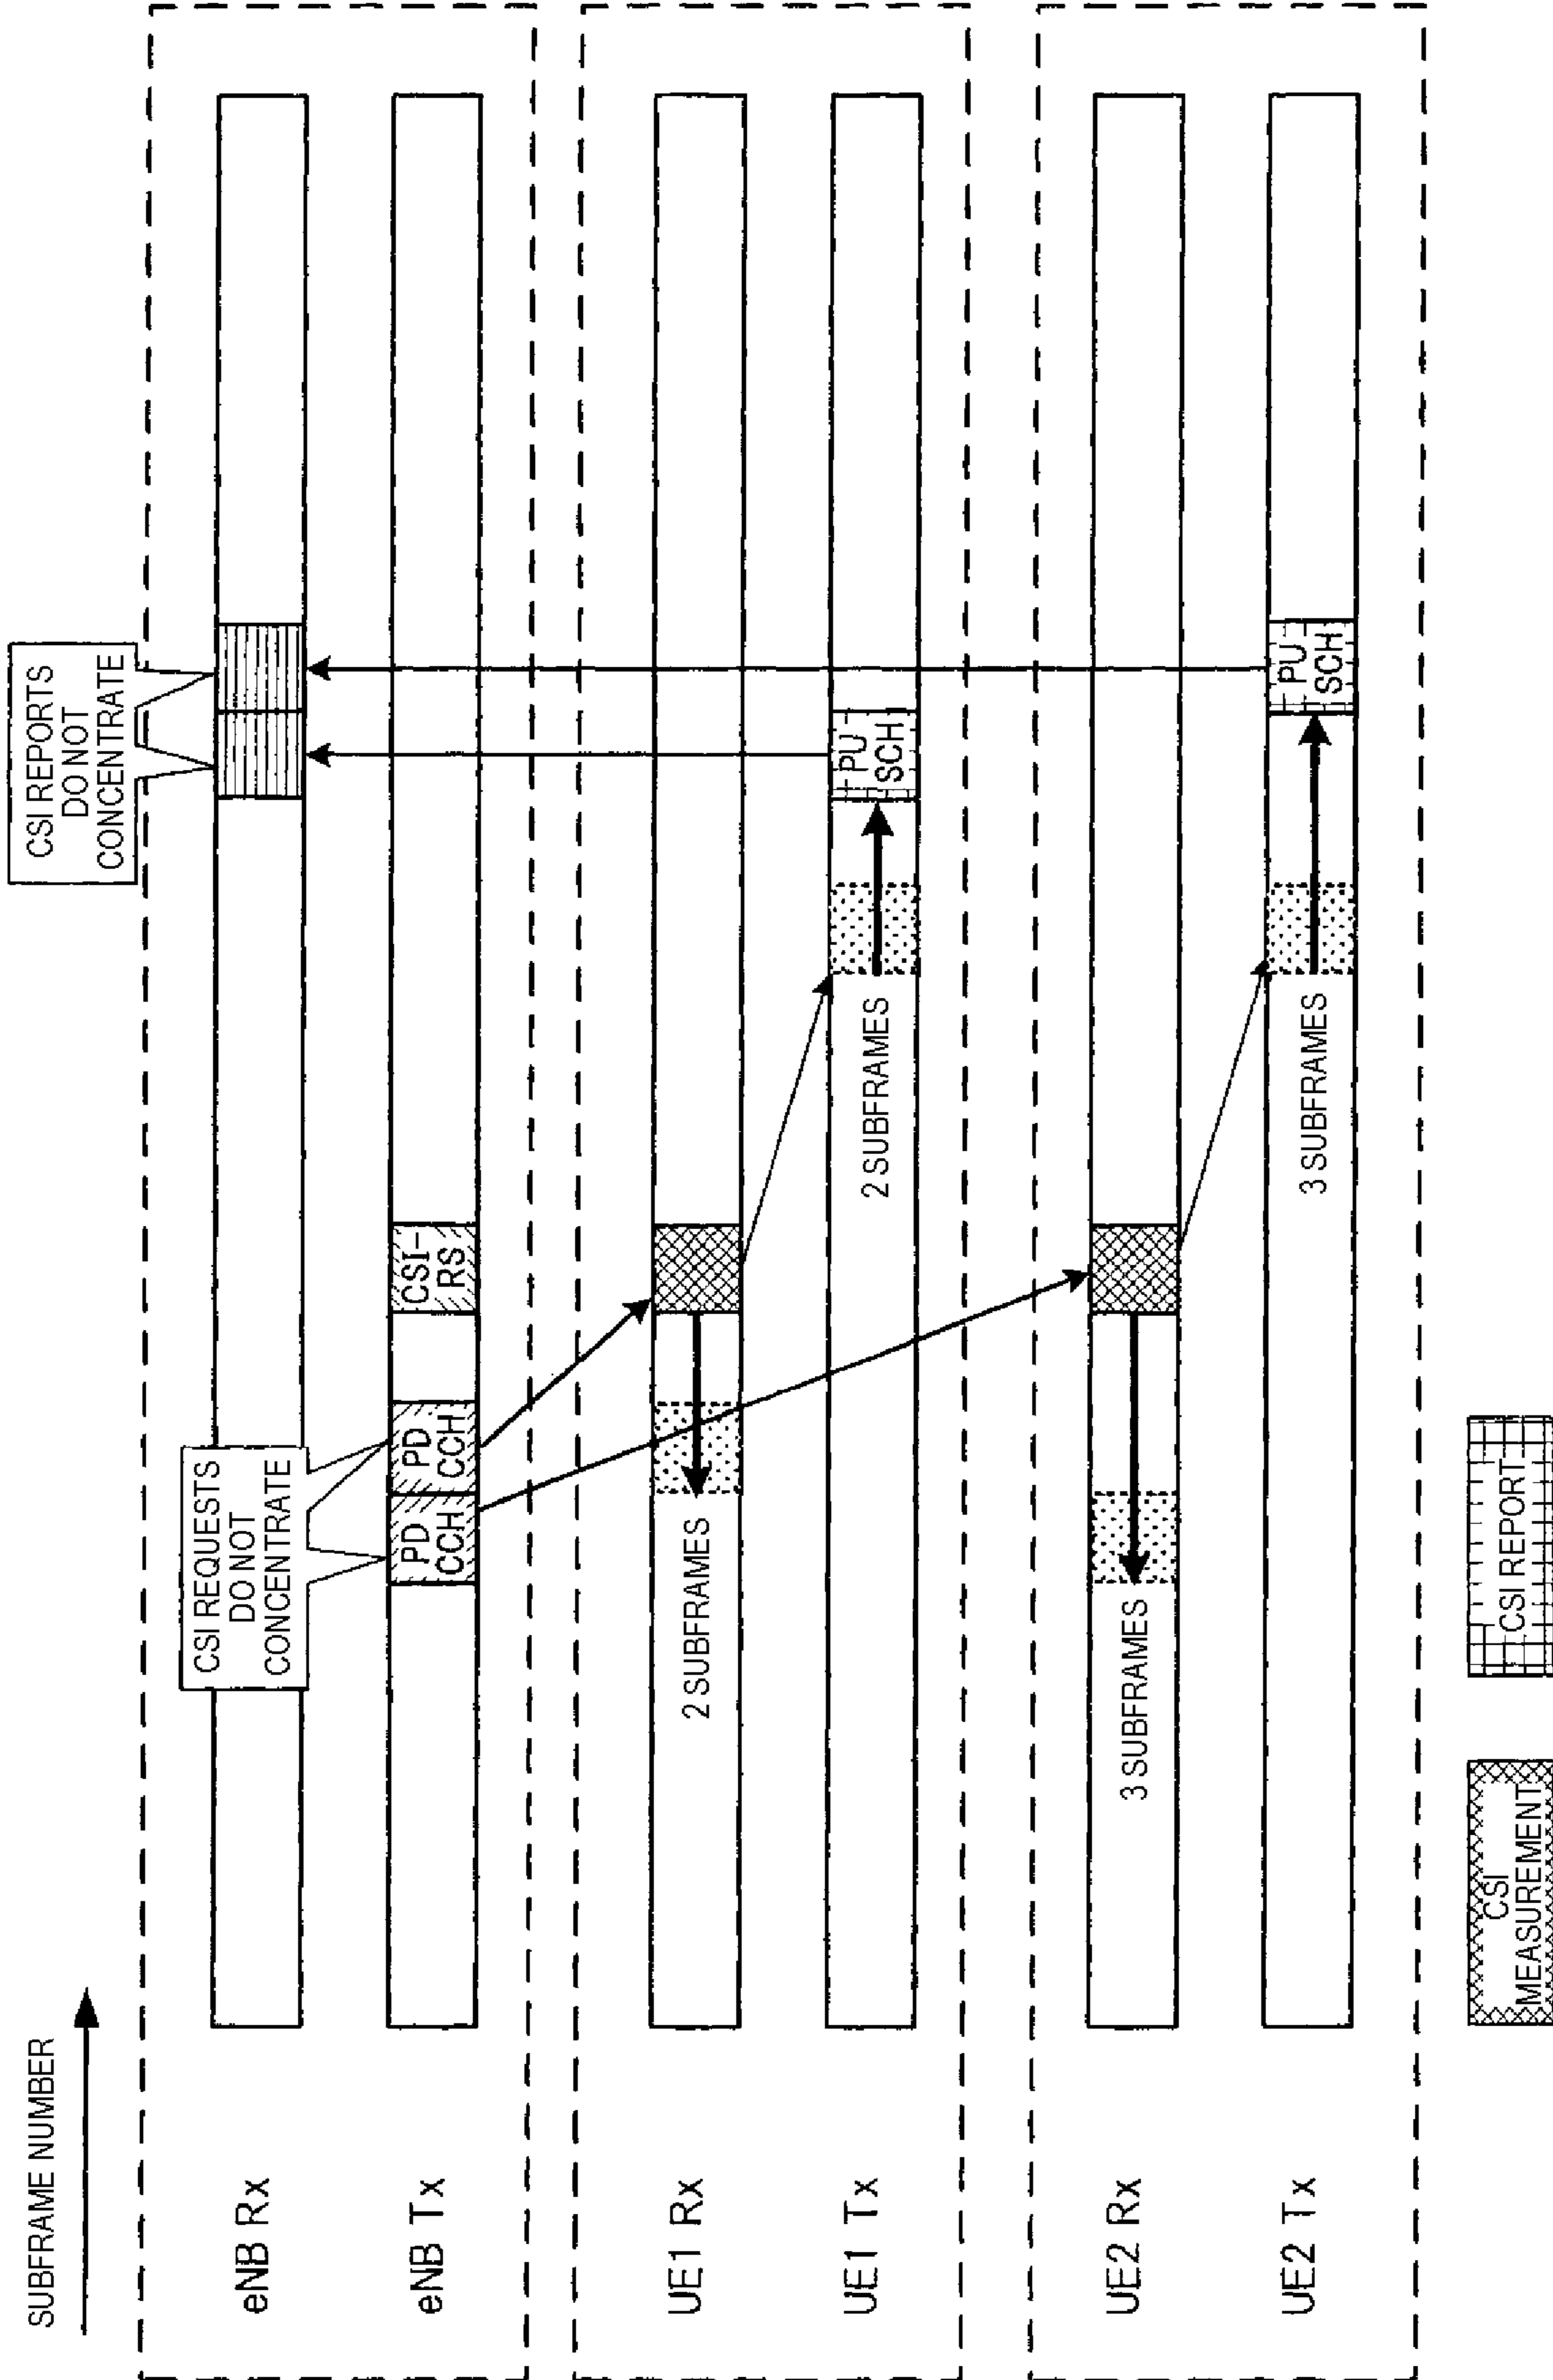 SUBFRAME NUMBER
CSI REPORTS
DO NOT
CONCENTRATE
eNB Rx
CSI REQUESTS
DO NOT
CONCENTRATE
eNB Tx
PD
CCH
PD
CCH
CSI-
RS
UE1 Rx
2 SUBFRAMES
UE1 Tx
2 SUBFRAMES
PU
SCH
UE2 Rx
3 SUBFRAMES
UE2 Tx
3 SUBFRAMES
PU
SCH
CSI
MEASUREMENT
CSI REPORT